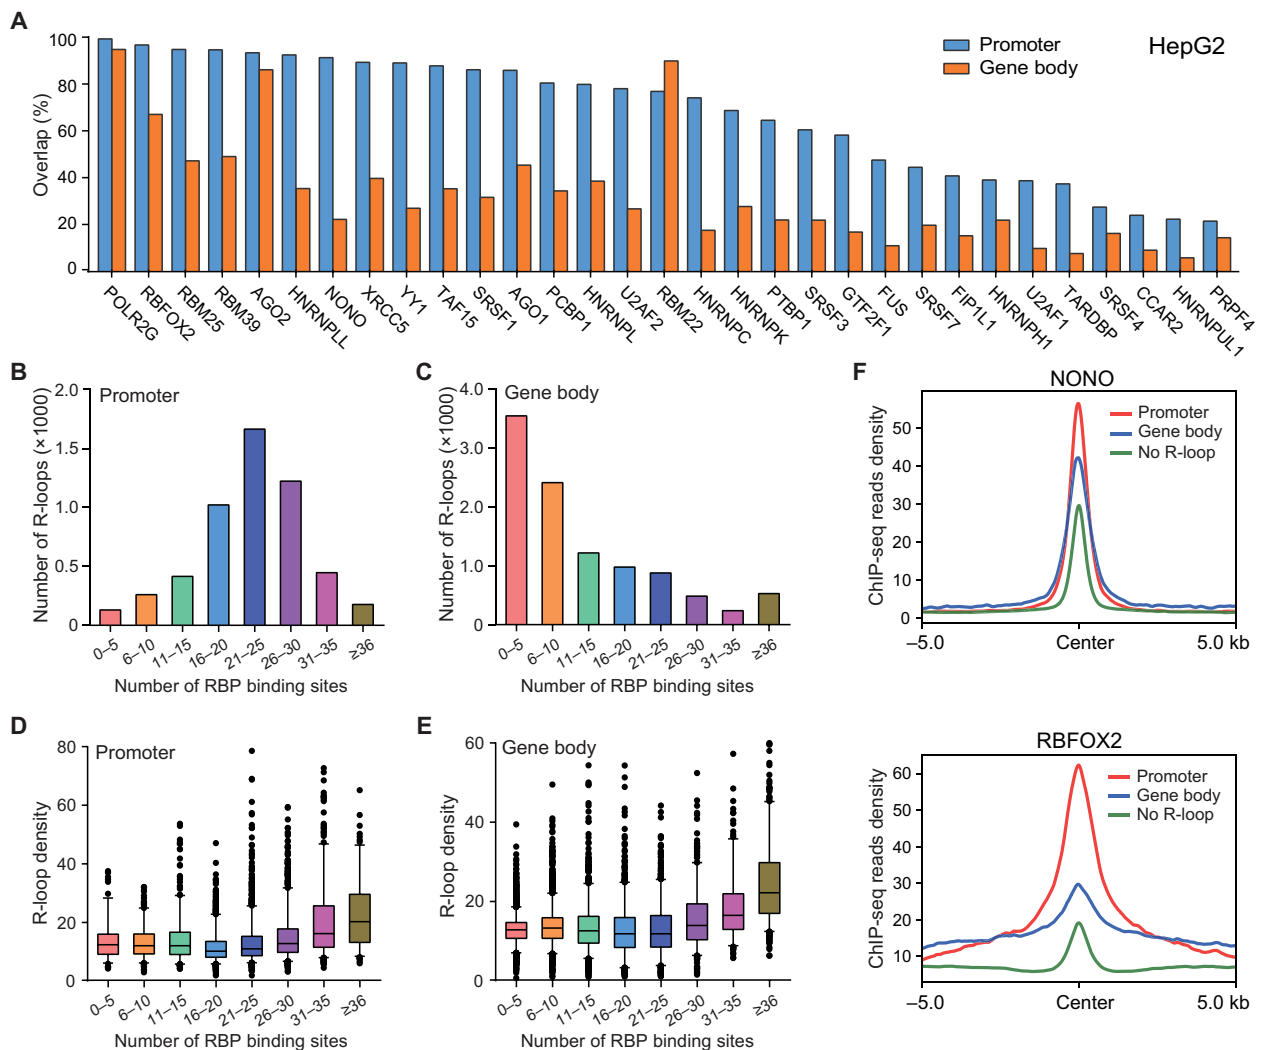 A
HepG2
Promoter
Gene body
Overlap (%)
100
80
60
40
20
0
POLR2G
RBFOX2
RBM25
RBM39
AGO2
HNRNPLL
NONO
XRCC5
YY1
TAF15
SRSF1
AGO1
PCBP1
HNRNPL
U2AF2
RBM22
HNRNPC
HNRNPK
PTBP1
SRSF3
GTF2F1
FUS
SRSF7
FIP1L1
HNRNPH1
U2AF1
TARDBP
SRSF4
CCAR2
HNRNPUL1
PRPF4
B
Promoter
Number of R-loops (×1000)
2.0
1.5
1.0
0.5
0
0–5
6–10
11–15
16–20
21–25
26–30
31–35
≥36
Number of RBP binding sites
C
Gene body
Number of R-loops (×1000)
4.0
3.0
2.0
1.0
0
0–5
6–10
11–15
16–20
21–25
26–30
31–35
≥36
Number of RBP binding sites
D
Promoter
R-loop density
80
60
40
20
0
0–5
6–10
11–15
16–20
21–25
26–30
31–35
≥36
Number of RBP binding sites
E
Gene body
R-loop density
60
40
20
0
0–5
6–10
11–15
16–20
21–25
26–30
31–35
≥36
Number of RBP binding sites
F
NONO
Promoter
Gene body
No R-loop
ChIP-seq reads density
50
40
30
20
10
0
–5.0
Center
5.0 kb
RBFOX2
Promoter
Gene body
No R-loop
ChIP-seq reads density
60
50
40
30
20
10
–5.0
Center
5.0 kb